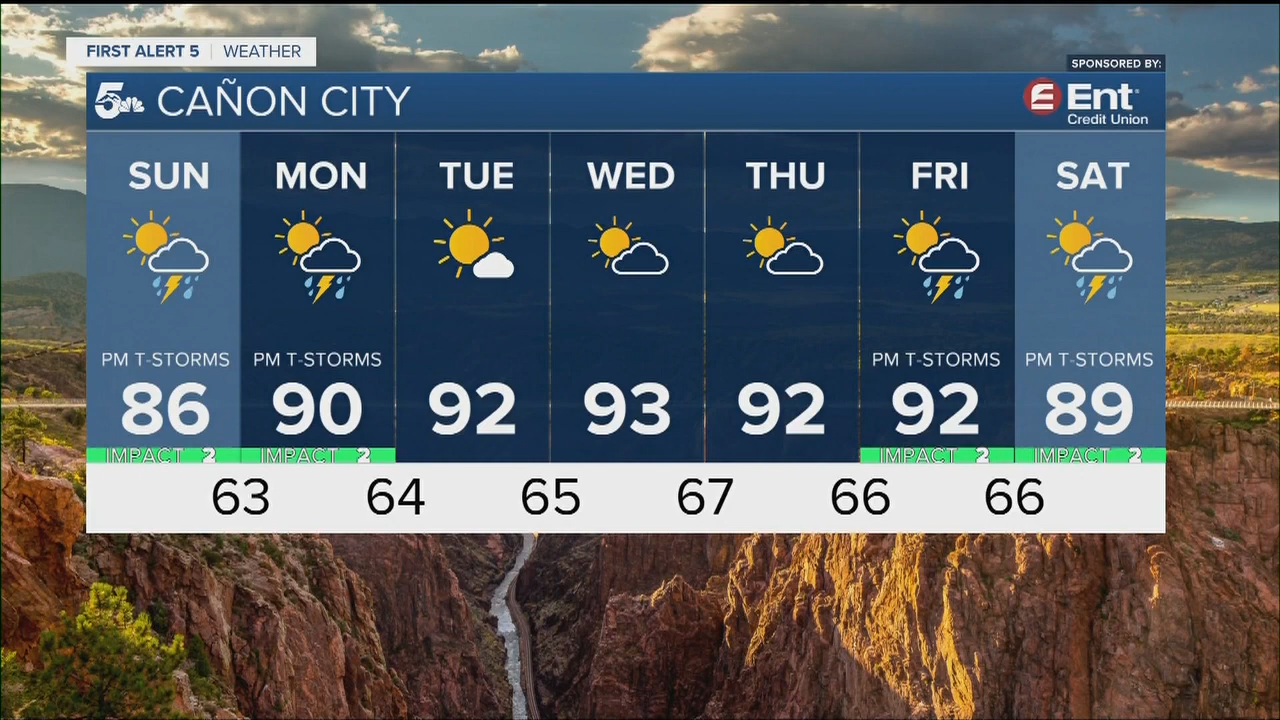 FIRST ALERT 5 | WEATHER
SPONSORED BY:
5 CAÑON CITY
Ent
Credit Union
SUN MON TUE WED THU FRI SAT
PM T-STORMS PM T-STORMS PM T-STORMS PM T-STORMS
86 90 92 93 92 92 89
IMPACT 2 IMPACT 2 IMPACT 2 IMPACT 2
63 64 65 67 66 66